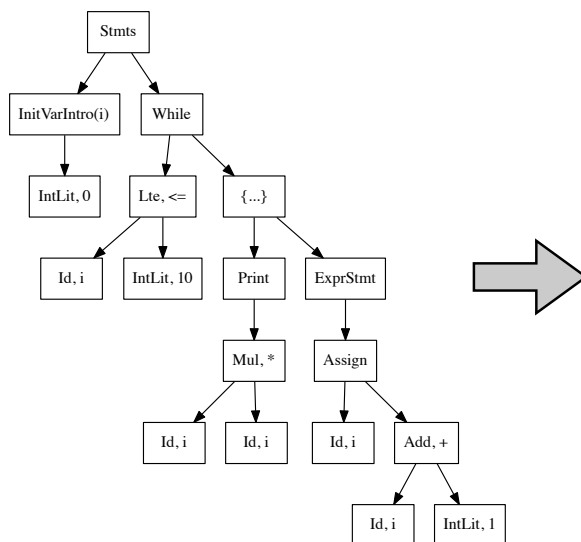 Stmts
InitVarIntro(i) While
IntLit, 0 Lte, <= {...}
Id, i IntLit, 10 Print ExprStmt
Mul, * Assign
Id, i Id, i Id, i Add, +
Id, i IntLit, 1